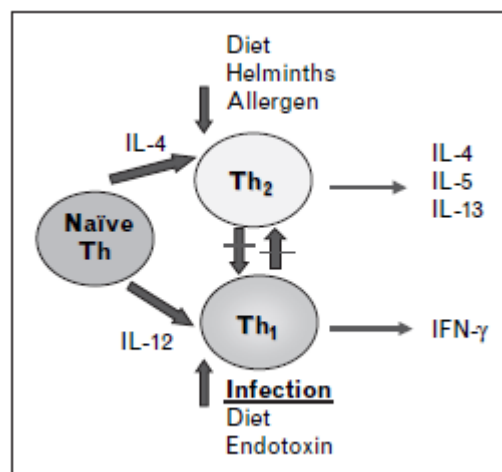 Diet
Helminths
Allergen
IL-4
Th₂
IL-4
IL-5
IL-13
Naïve
Th
IL-12
Th₁
IFN-γ
Infection
Diet
Endotoxin